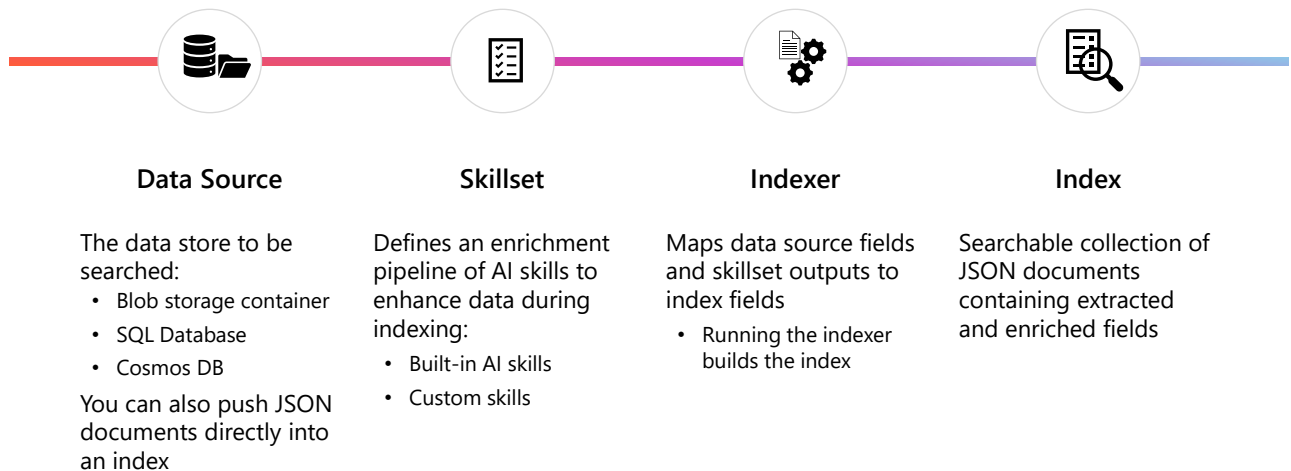 Data Source
The data store to be
searched:
• Blob storage container
• SQL Database
• Cosmos DB
You can also push JSON
documents directly into
an index
Skillset
Defines an enrichment
pipeline of AI skills to
enhance data during
indexing:
• Built-in AI skills
• Custom skills
Indexer
Maps data source fields
and skillset outputs to
index fields
• Running the indexer
builds the index
Index
Searchable collection of
JSON documents
containing extracted
and enriched fields